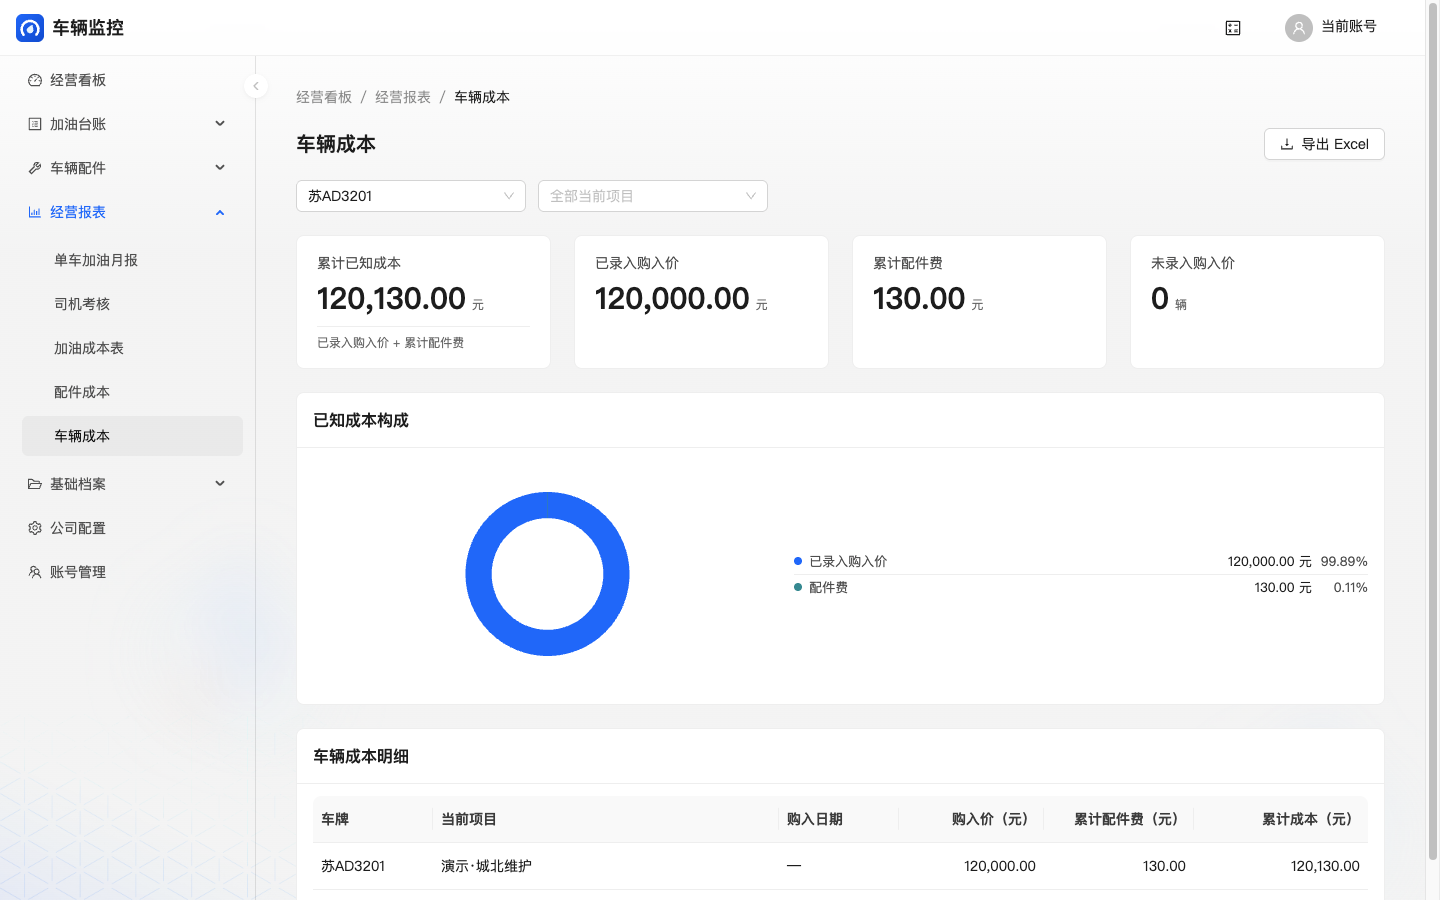 车辆监控
当前账号
经营看板
加油台账
车辆配件
经营报表
单车加油月报
司机考核
加油成本表
配件成本
车辆成本
基础档案
公司配置
账号管理
经营看板 / 经营报表 / 车辆成本
车辆成本
导出 Excel
苏AD3201
全部当前项目
累计已知成本
120,130.00 元
已录入购入价 + 累计配件费
已录入购入价
120,000.00 元
累计配件费
130.00 元
未录入购入价
0 辆
已知成本构成
已录入购入价 120,000.00 元 99.89%
配件费 130.00 元 0.11%
车辆成本明细
车牌 当前项目 购入日期 购入价（元） 累计配件费（元） 累计成本（元）
苏AD3201 演示·城北维护 — 120,000.00 130.00 120,130.00